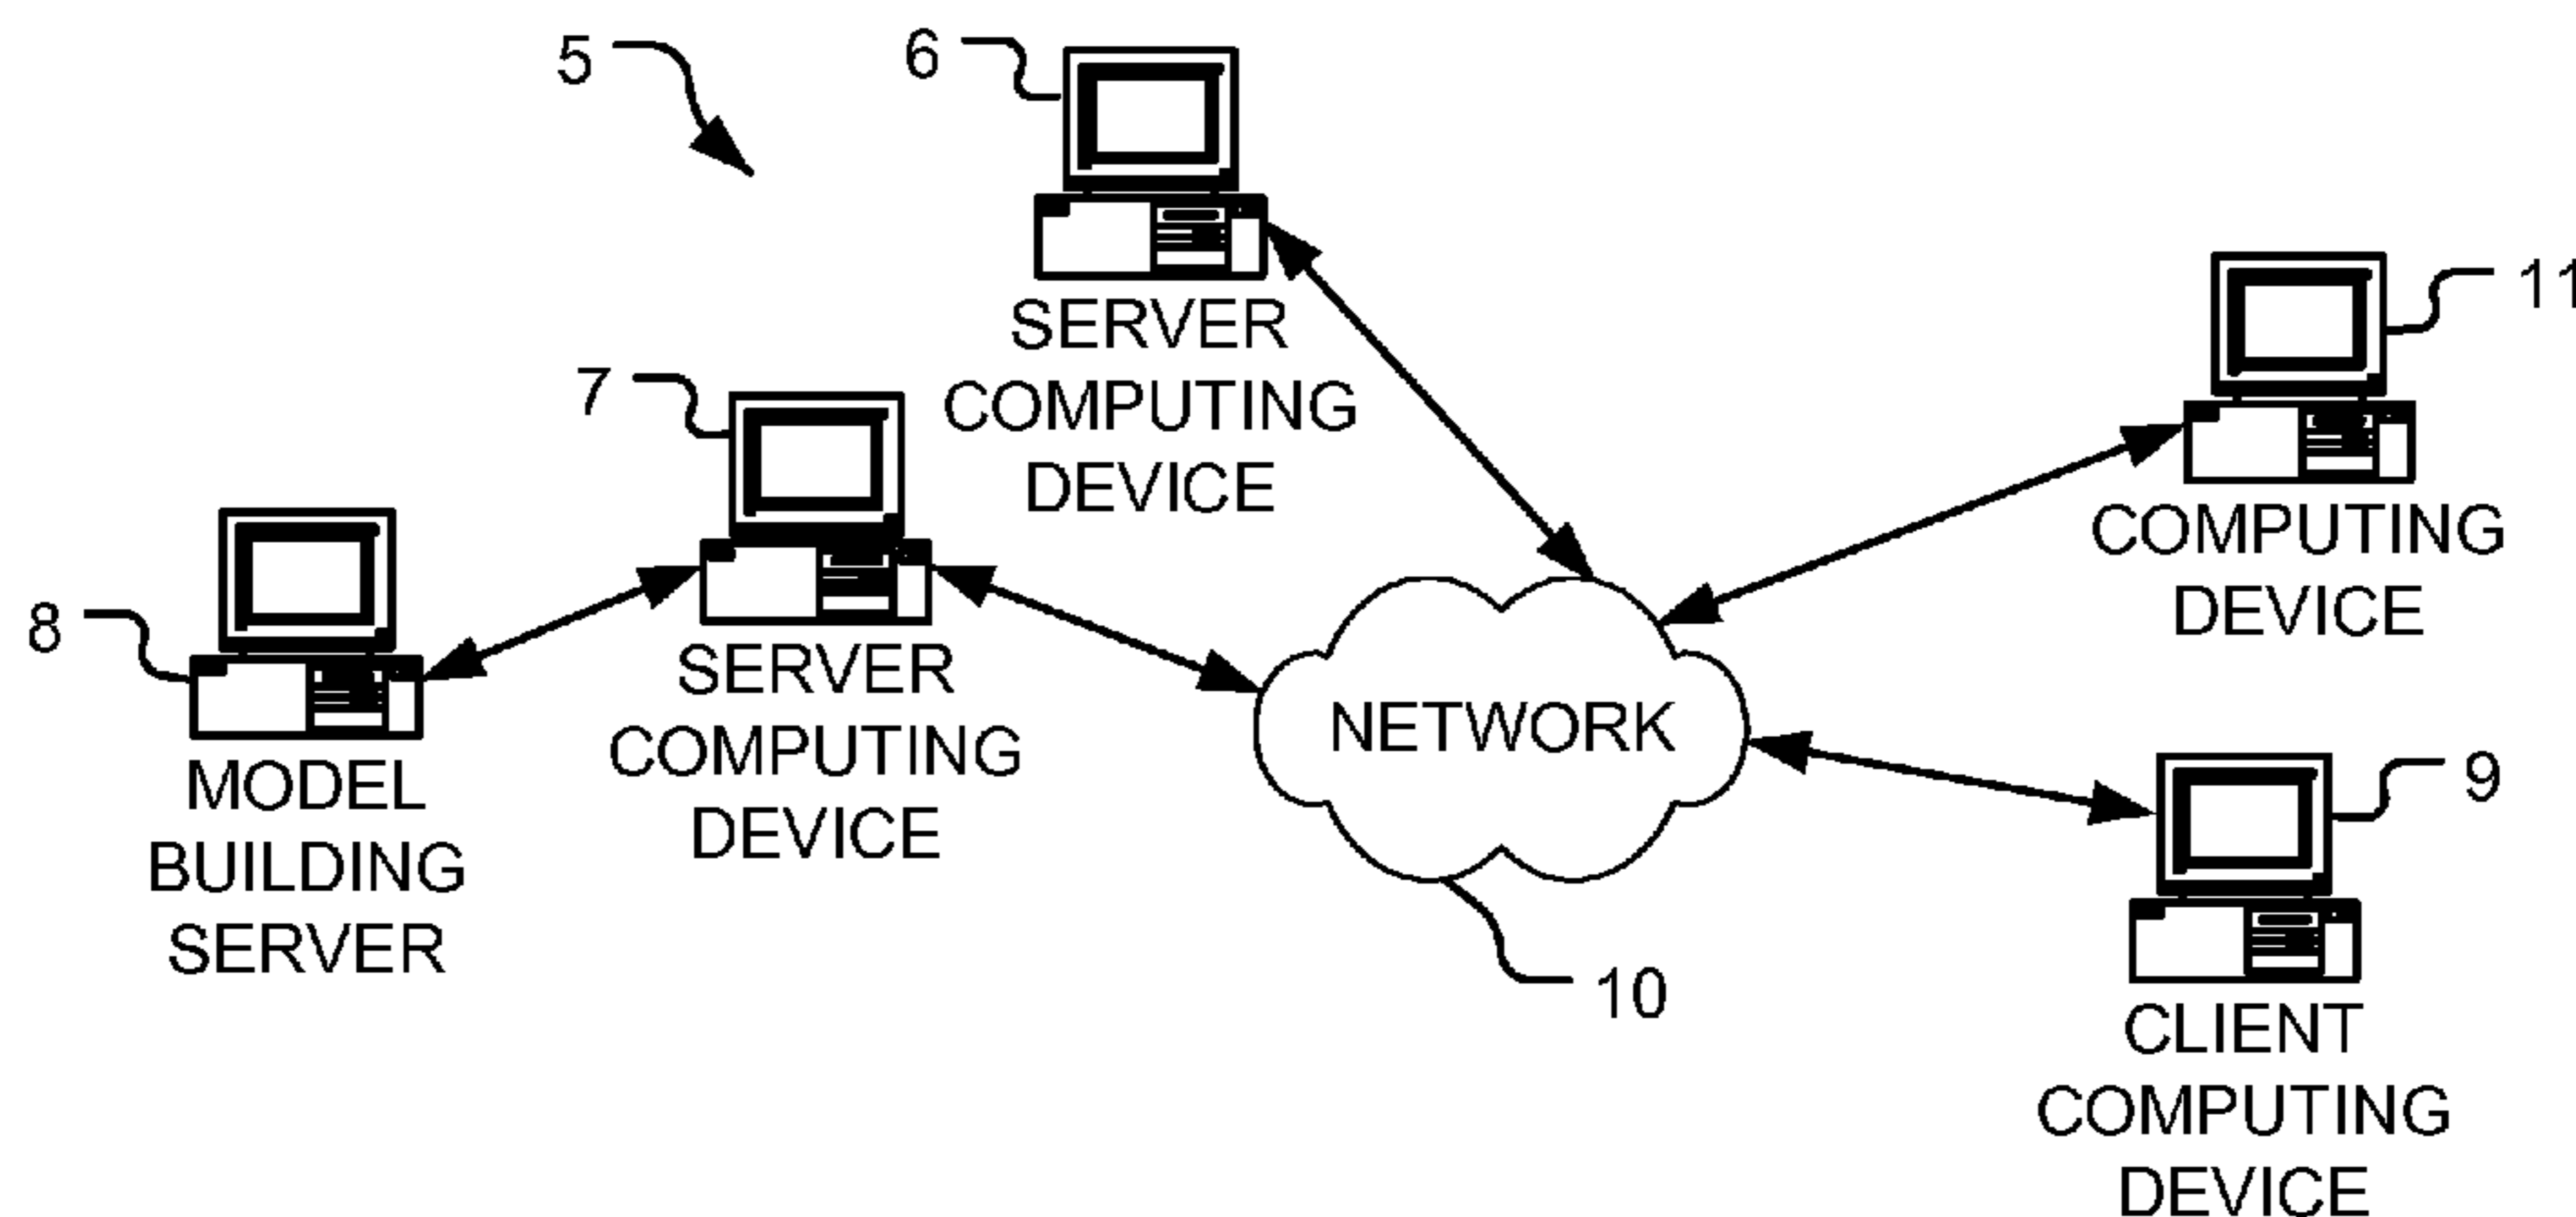 5
6
SERVER
COMPUTING
DEVICE
11
COMPUTING
DEVICE
7
SERVER
COMPUTING
DEVICE
8
MODEL
BUILDING
SERVER
NETWORK
10
9
CLIENT
COMPUTING
DEVICE